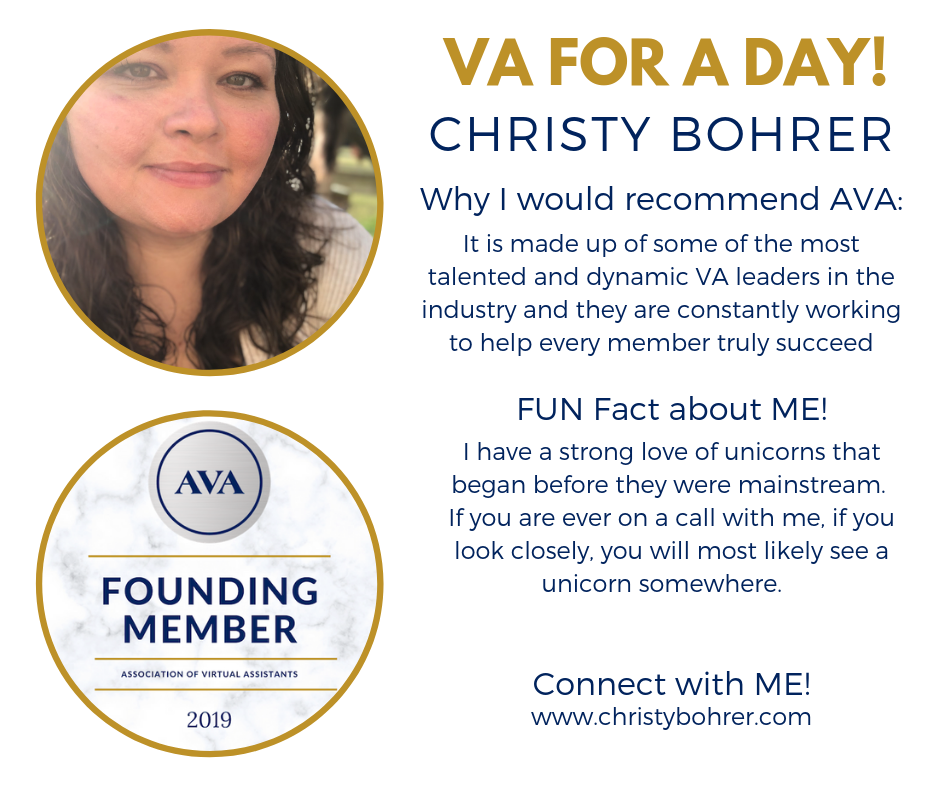 VA FOR A DAY!
CHRISTY BOHRER
Why I would recommend AVA:
It is made up of some of the most
talented and dynamic VA leaders in the
industry and they are constantly working
to help every member truly succeed
FUN Fact about ME!
I have a strong love of unicorns that
began before they were mainstream.
If you are ever on a call with me, if you
look closely, you will most likely see a
unicorn somewhere.
Connect with ME!
www.christybohrer.com
AVA
FOUNDING
MEMBER
ASSOCIATION OF VIRTUAL ASSISTANTS
2019